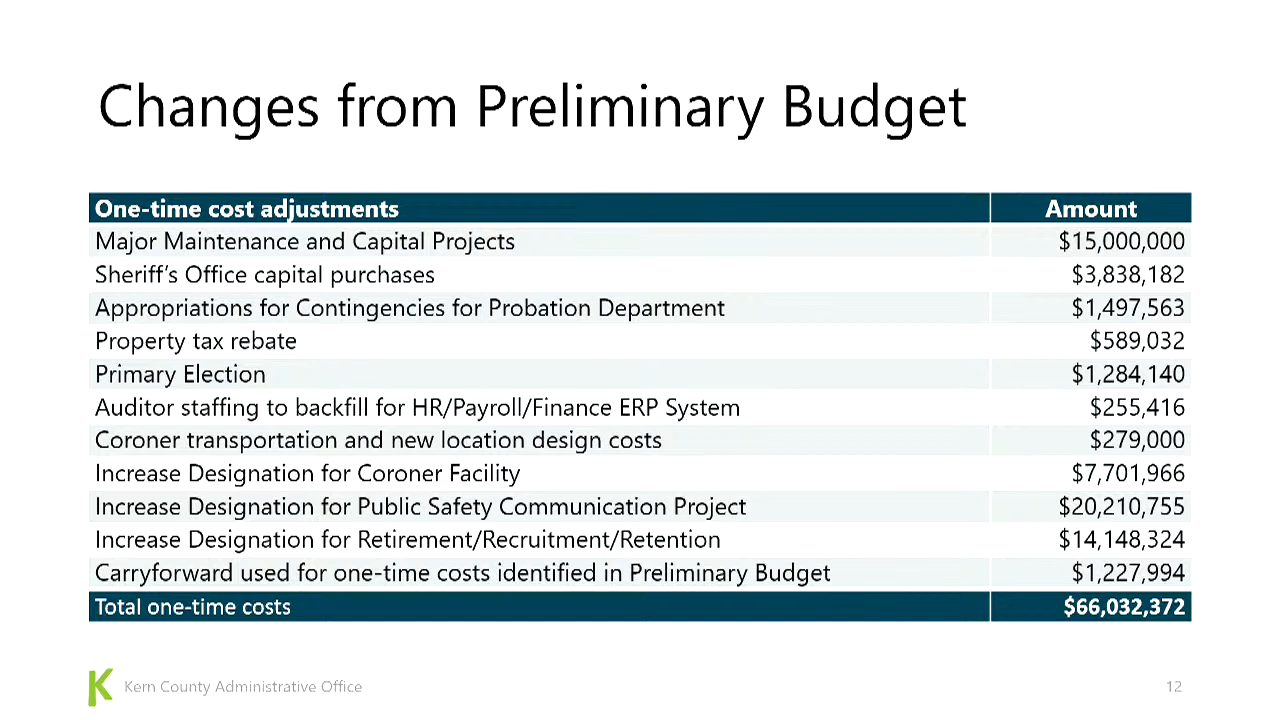 Changes from Preliminary Budget
One-time cost adjustments Amount
Major Maintenance and Capital Projects $15,000,000
Sheriff's Office capital purchases $3,838,182
Appropriations for Contingencies for Probation Department $1,497,563
Property tax rebate $589,032
Primary Election $1,284,140
Auditor staffing to backfill for HR/Payroll/Finance ERP System $255,416
Coroner transportation and new location design costs $279,000
Increase Designation for Coroner Facility $7,701,966
Increase Designation for Public Safety Communication Project $20,210,755
Increase Designation for Retirement/Recruitment/Retention $14,148,324
Carryforward used for one-time costs identified in Preliminary Budget $1,227,994
Total one-time costs $66,032,372
K Kern County Administrative Office 12